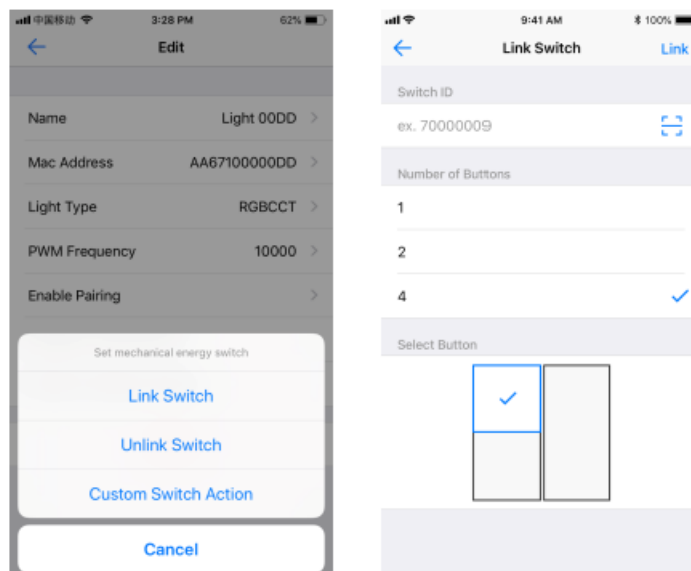 中国移动 3:28 PM 62%
Edit
Name Light 00DD
Mac Address AA67100000DD
Light Type RGBCCT
PWM Frequency 10000
Enable Pairing
Set mechanical energy switch
Link Switch
Unlink Switch
Custom Switch Action
Cancel
9:41 AM 100%
Link Switch Link
Switch ID
ex. 70000009
Number of Buttons
1
2
4
Select Button